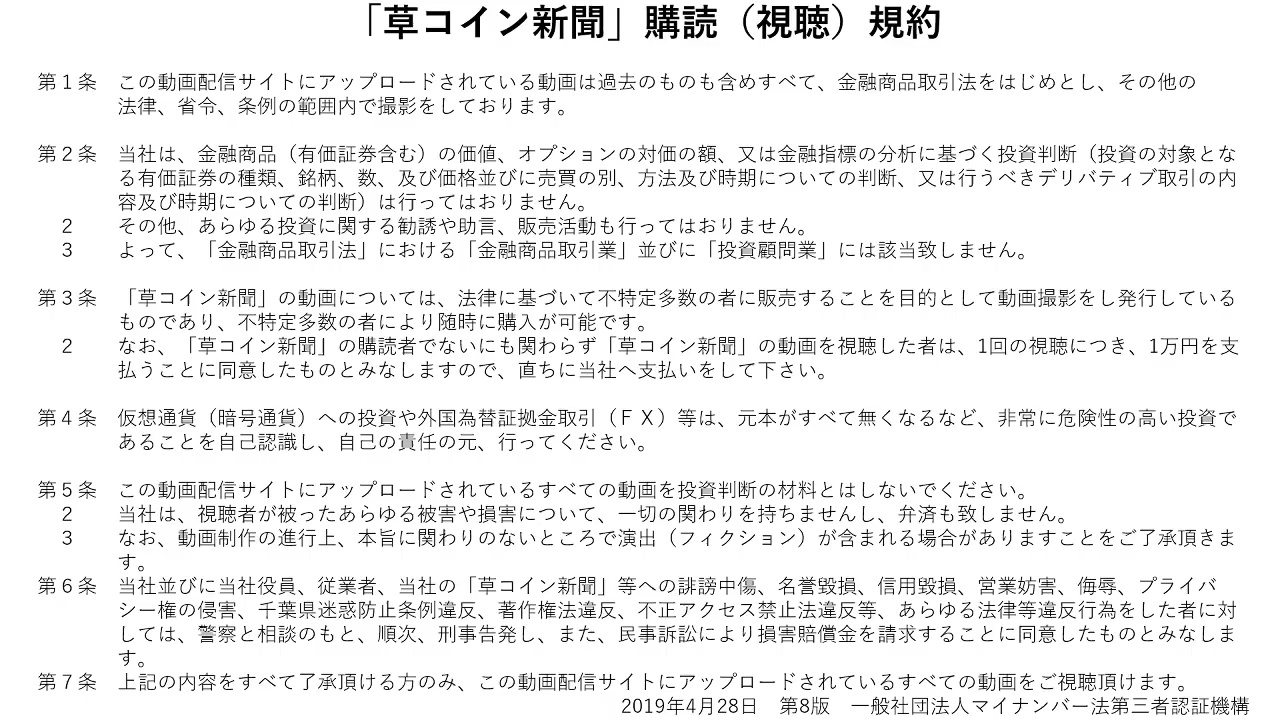 「草コイン新聞」購読（視聴）規約
第１条　この動画配信サイトにアップロードされている動画は過去のものも含めすべて、金融商品取引法をはじめとし、その他の
法律、省令、条例の範囲内で撮影をしております。
第２条　当社は、金融商品（有価証券含む）の価値、オプションの対価の額、又は金融指標の分析に基づく投資判断（投資の対象とな
る有価証券の種類、銘柄、数、及び価格並びに売買の別、方法及び時期についての判断、又は行うべきデリバティブ取引の内
容及び時期についての判断）は行ってはおりません。
2　その他、あらゆる投資に関する勧誘や助言、販売活動も行ってはおりません。
3　よって、「金融商品取引法」における「金融商品取引業」並びに「投資顧問業」には該当致しません。
第３条　「草コイン新聞」の動画については、法律に基づいて不特定多数の者に販売することを目的として動画撮影をし発行している
ものであり、不特定多数の者により随時に購入が可能です。
2　なお、「草コイン新聞」の購読者でないにも関わらず「草コイン新聞」の動画を視聴した者は、1回の視聴につき、1万円を支
払うことに同意したものとみなしますので、直ちに当社へ支払いをして下さい。
第４条　仮想通貨（暗号通貨）への投資や外国為替証拠金取引（ＦＸ）等は、元本がすべて無くなるなど、非常に危険性の高い投資で
あることを自己認識し、自己の責任の元、行ってください。
第５条　この動画配信サイトにアップロードされているすべての動画を投資判断の材料とはしないでください。
2　当社は、視聴者が被ったあらゆる被害や損害について、一切の関わりを持ちませんし、弁済も致しません。
3　なお、動画制作の進行上、本旨に関わりのないところで演出（フィクション）が含まれる場合がありますことをご了承頂きま
す。
第６条　当社並びに当社役員、従業者、当社の「草コイン新聞」等への誹謗中傷、名誉毀損、信用毀損、営業妨害、侮辱、プライバ
シー権の侵害、千葉県迷惑防止条例違反、著作権法違反、不正アクセス禁止法違反等、あらゆる法律等違反行為をした者に対
しては、警察と相談のもと、順次、刑事告発し、また、民事訴訟により損害賠償金を請求することに同意したものとみなしま
す。
第７条　上記の内容をすべて了承頂ける方のみ、この動画配信サイトにアップロードされているすべての動画をご視聴頂けます。
2019年4月28日　第8版　一般社団法人マイナンバー法第三者認証機構